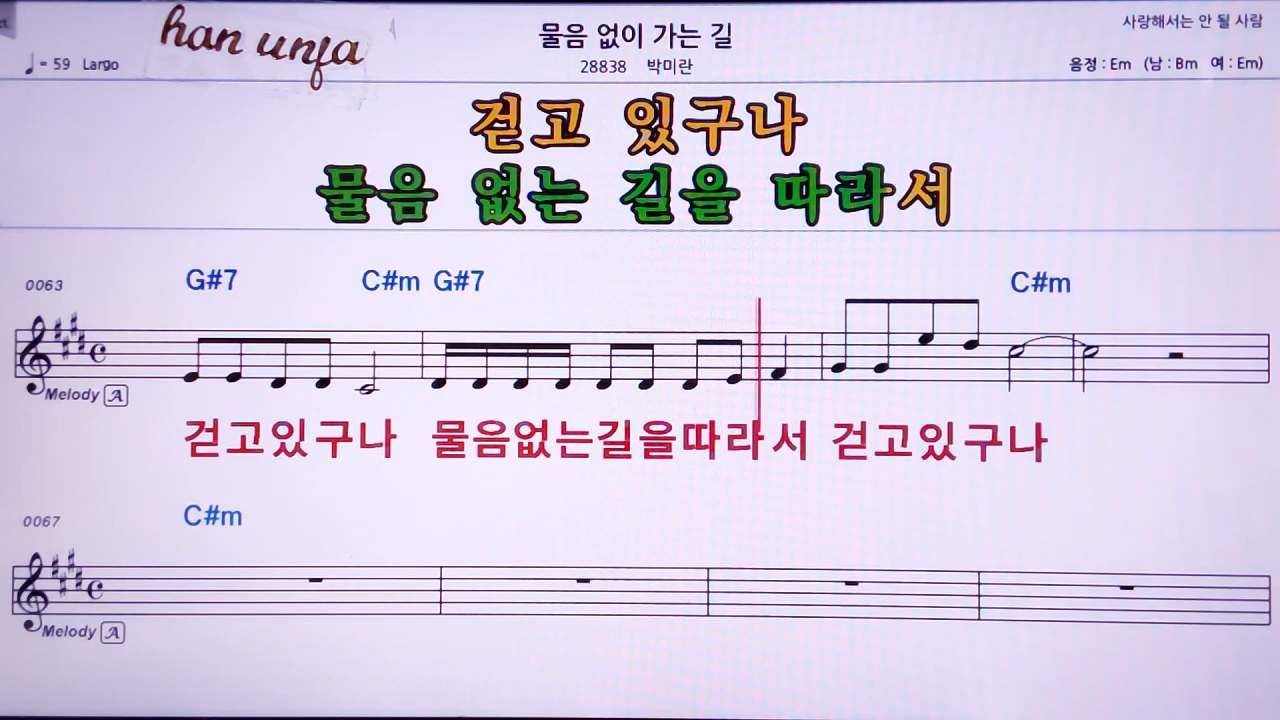 han unfa
물음 없이 가는 길
사랑해서는 안 될 사람
♩= 59 Largo
28838 박미란
음정 : Em (남 : Bm 여 : Em)
걷고 있구나
물음 없는 길을 따라서
0063
G#7 C#m G#7 C#m
Melody A
걷고있구나 물음없는길을따라서 걷고있구나
0067
C#m
Melody A